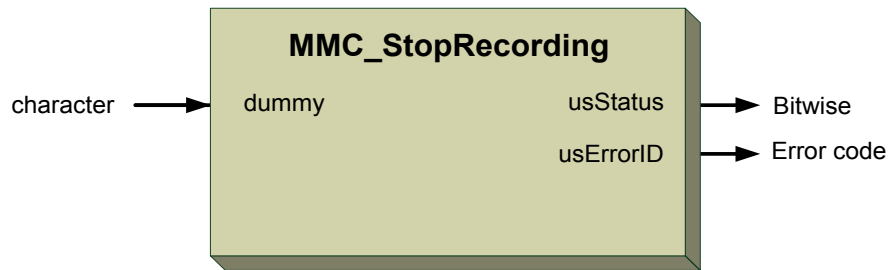 MMC_StopRecording
character dummy usStatus Bitwise
usErrorID Error code